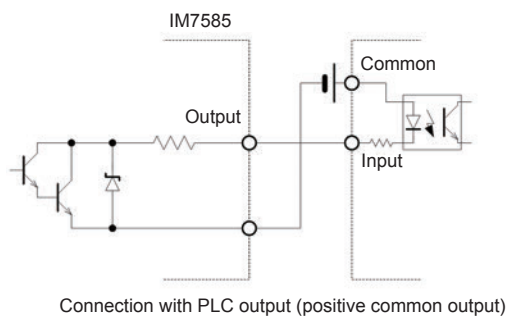 IM7585
Common
Output
Input
Connection with PLC output (positive common output)